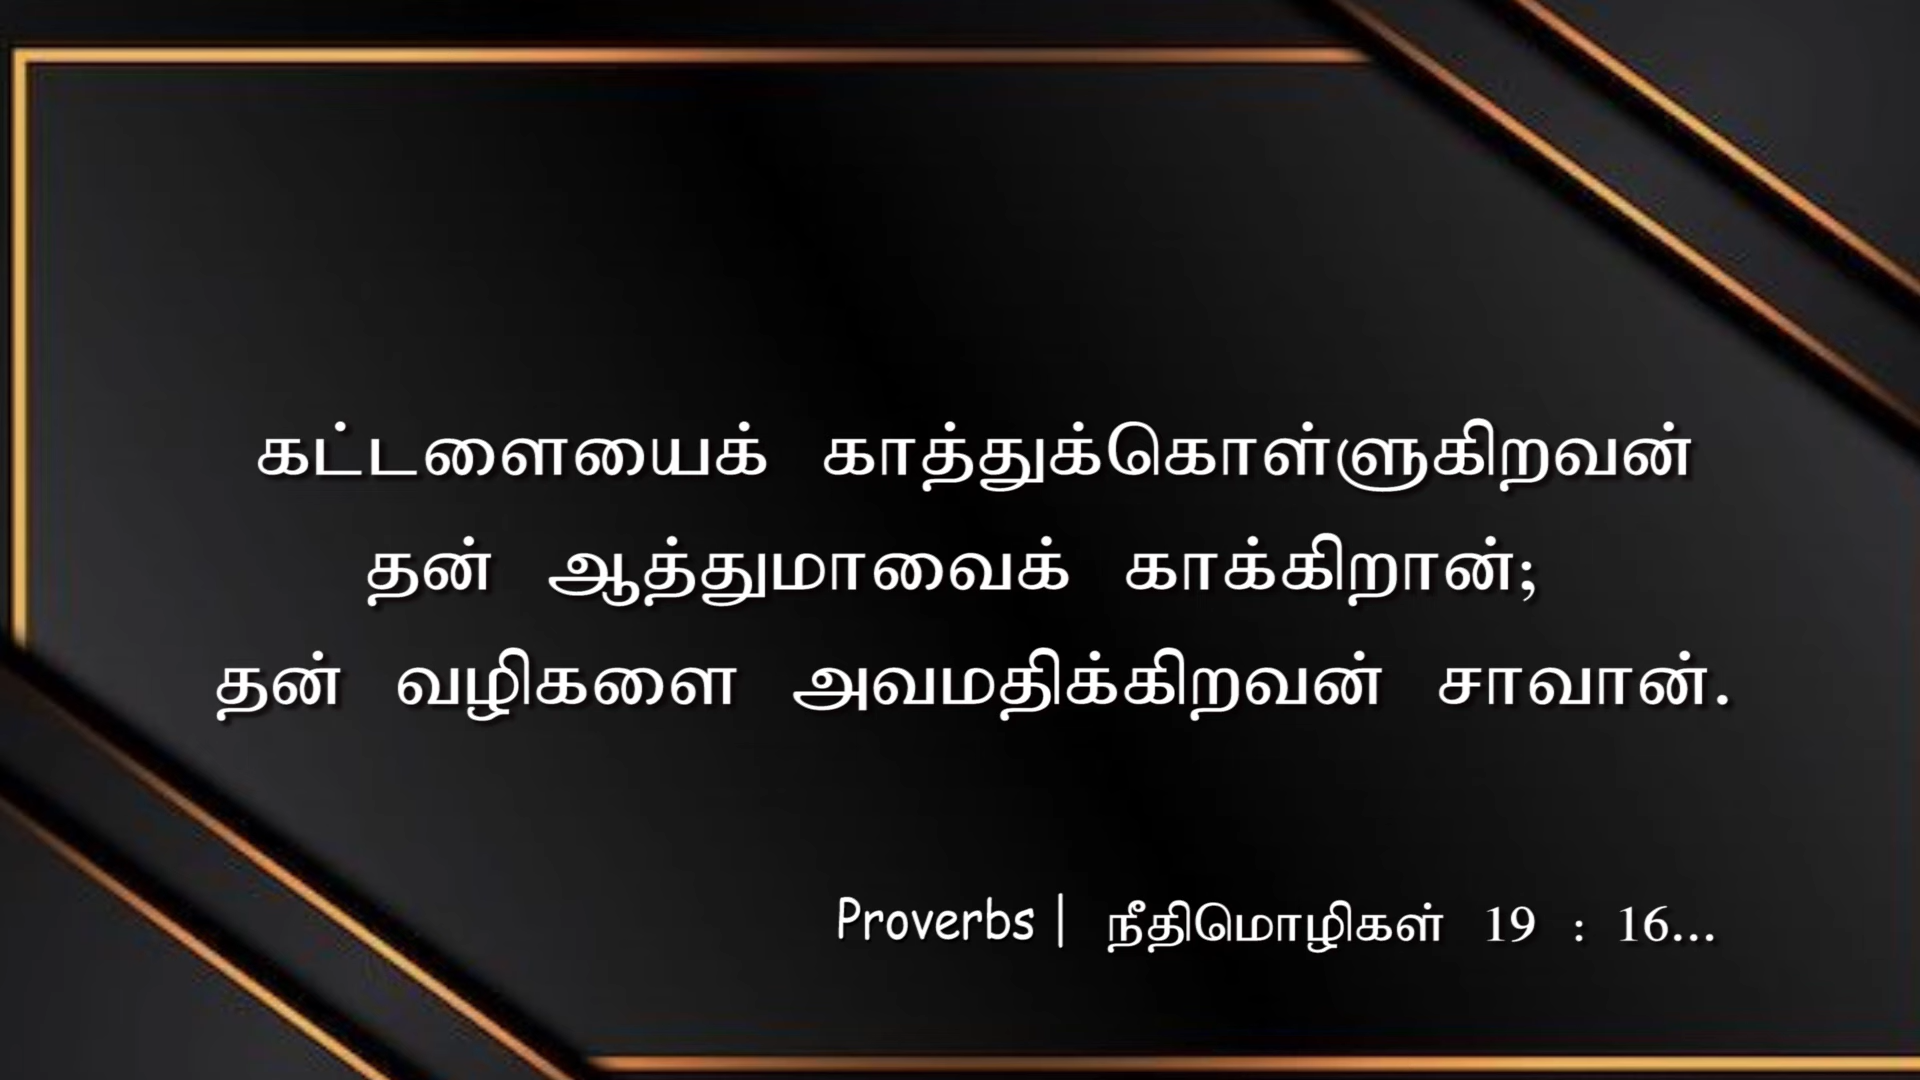 கட்டளையைக் காத்துக்கொள்ளுகிறவன்
தன் ஆத்துமாவைக் காக்கிறான்;
தன் வழிகளை அவமதிக்கிறவன் சாவான்.
Proverbs | நீதிமொழிகள் 19 : 16...